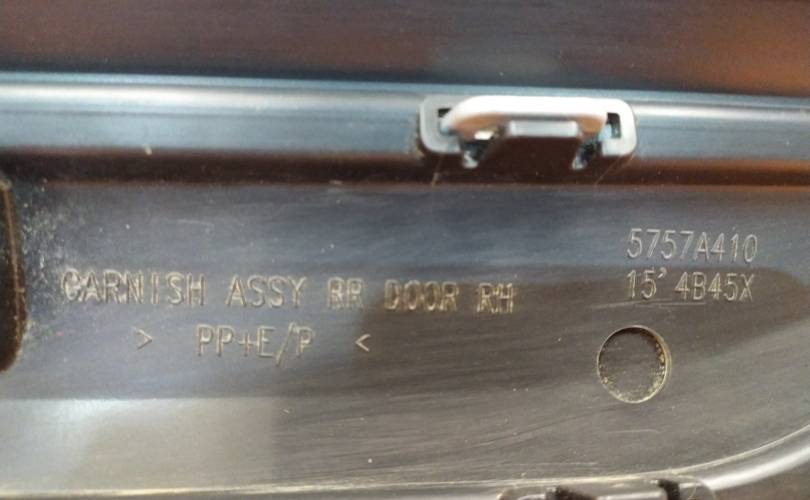 5757A410
15' 4B45X
GARNISH ASSY RR DOOR RH
> PP+E/P <